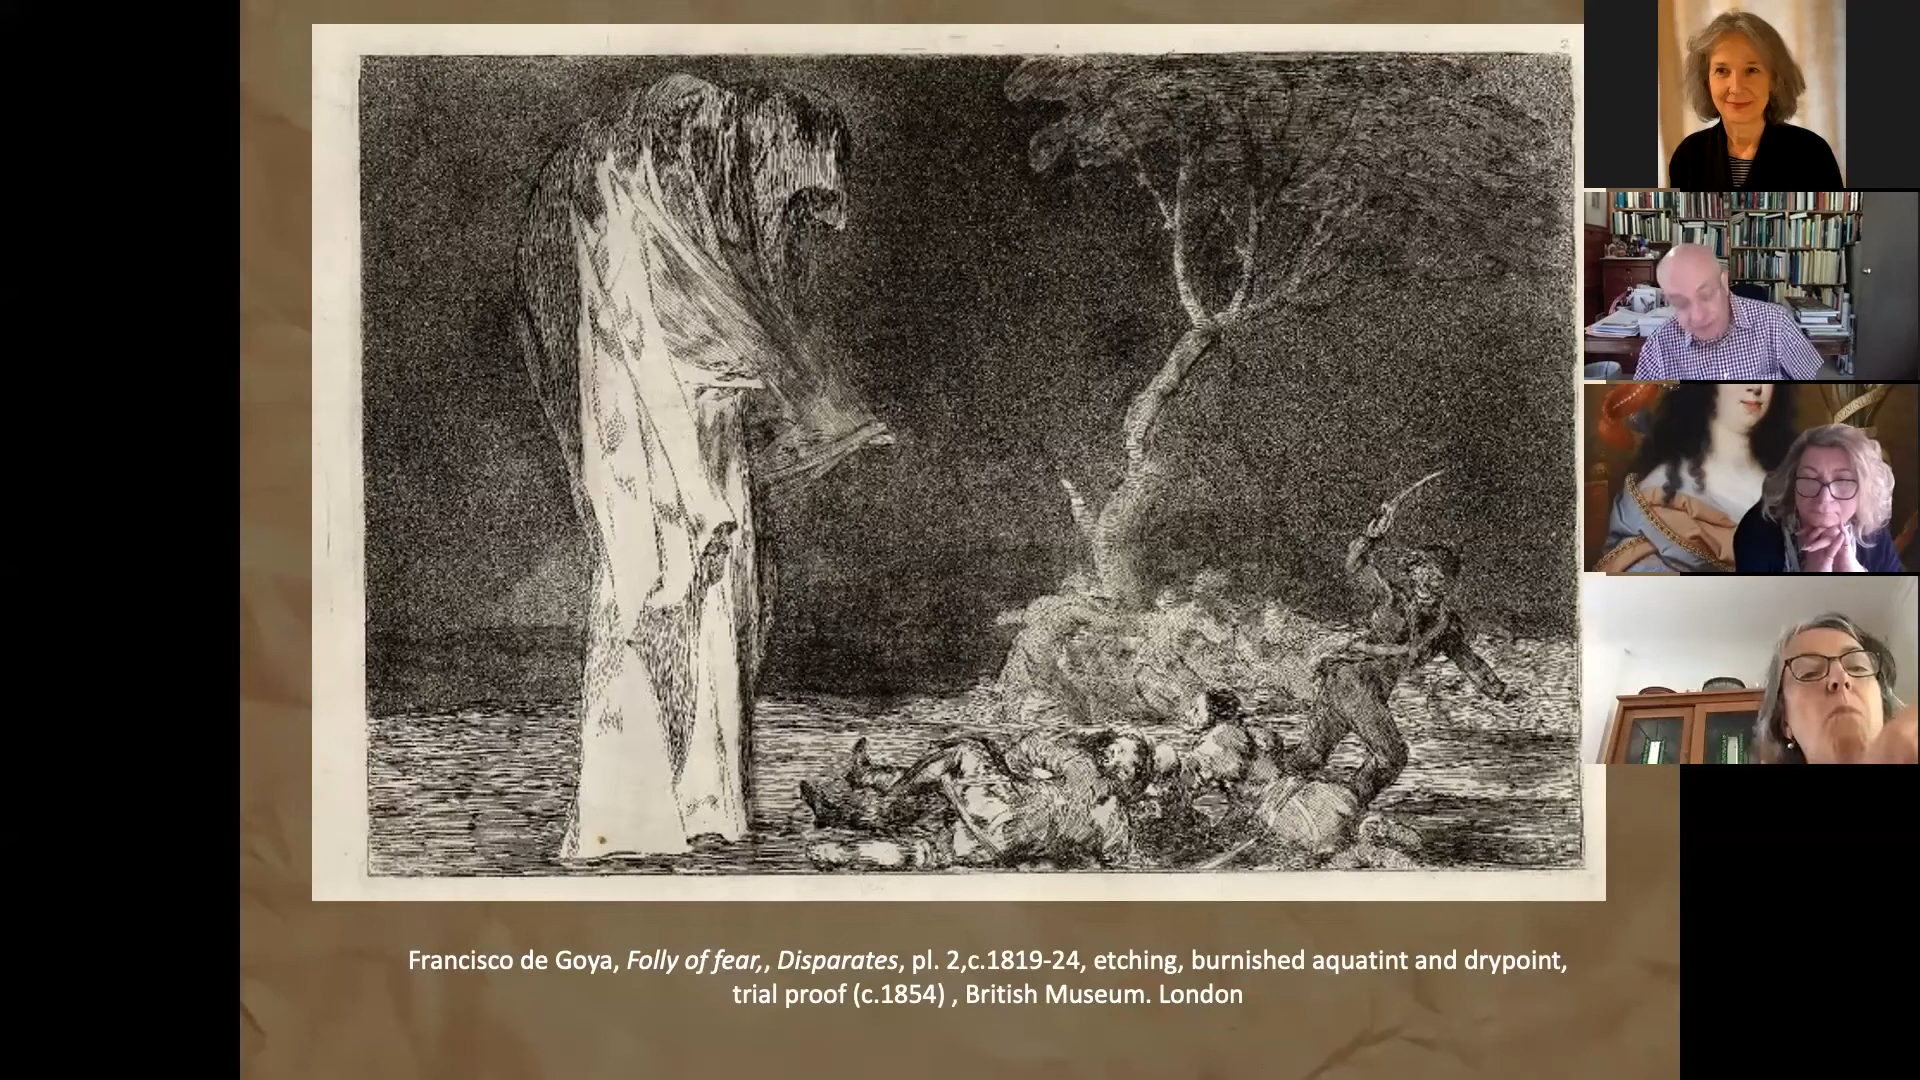 Francisco de Goya, Folly of fear,, Disparates, pl. 2,c.1819-24, etching, burnished aquatint and drypoint,
trial proof (c.1854) , British Museum. London